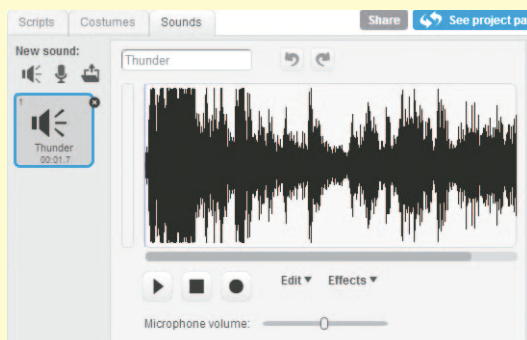 Scripts Costumes Sounds Share See project pa
New sound:
Thunder
1
Thunder
00:01.7
Edit Effects
Microphone volume: